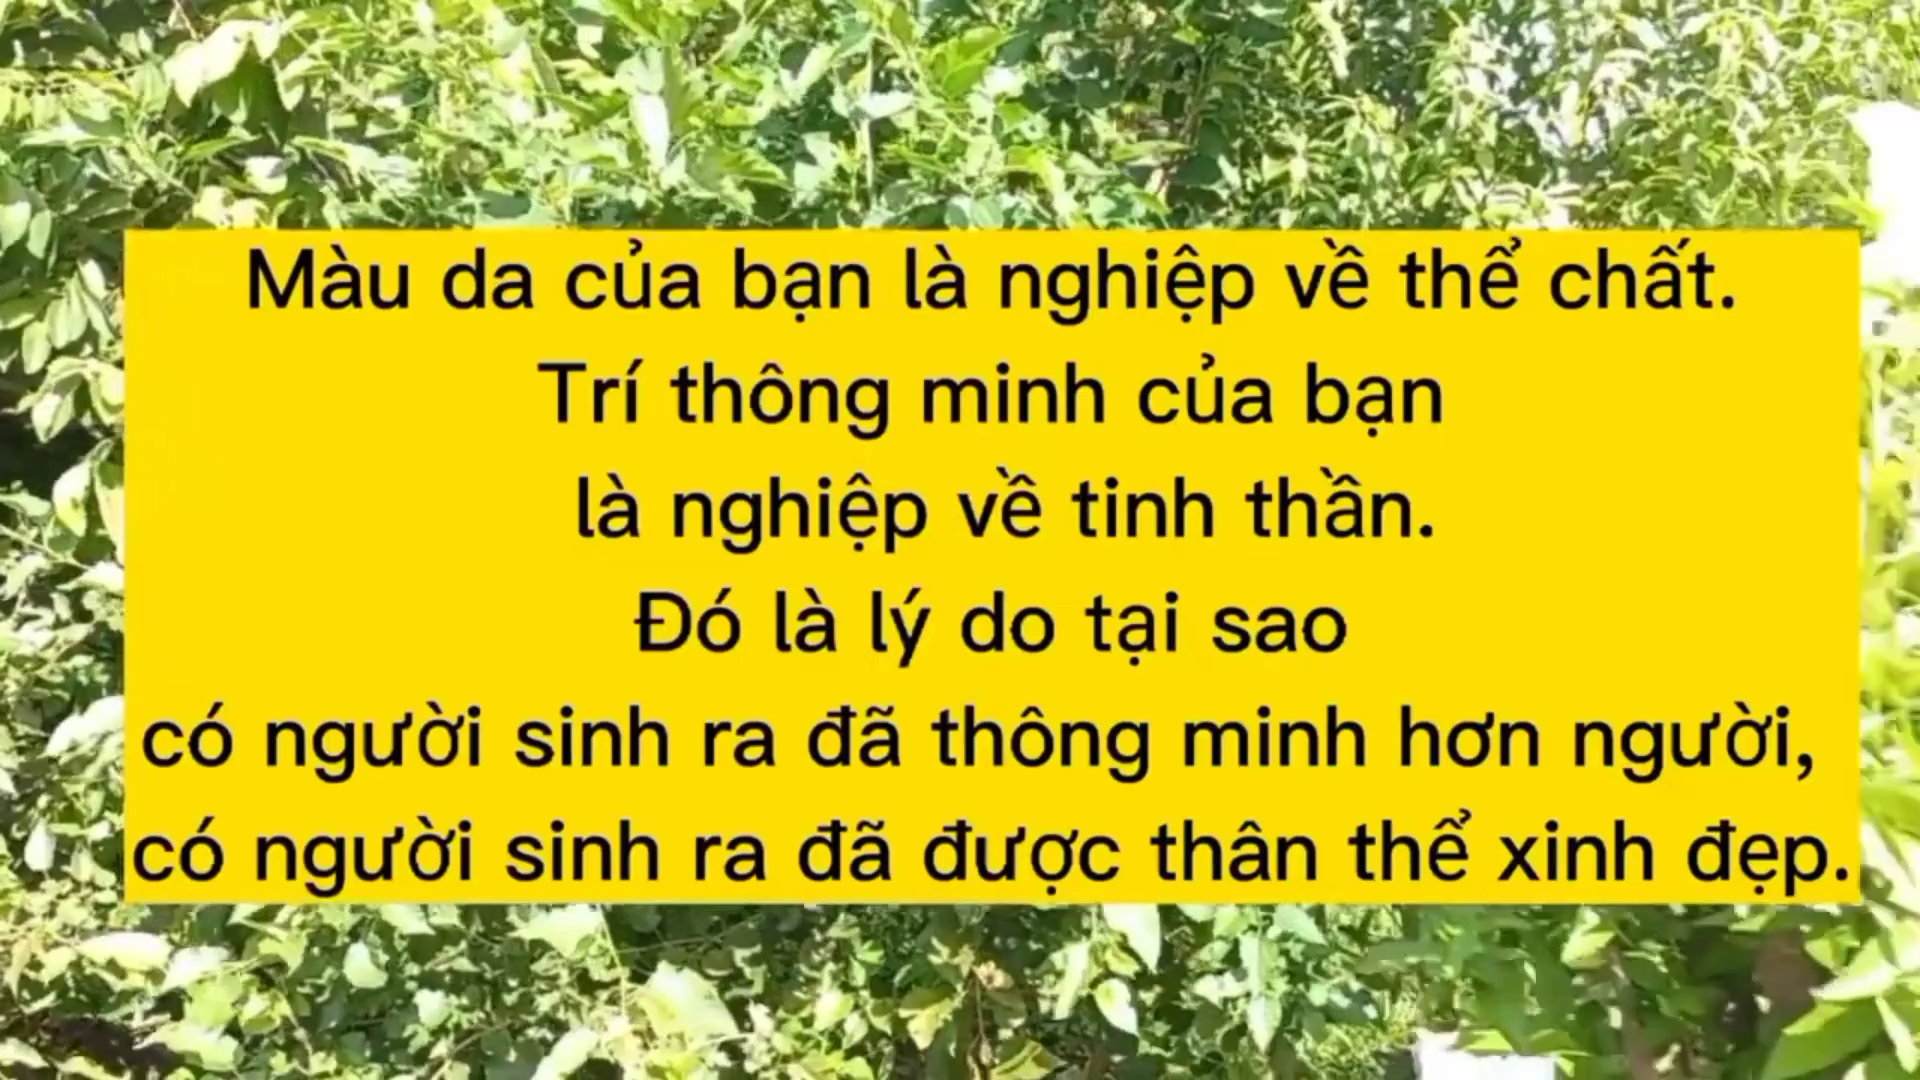 Màu da của bạn là nghiệp về thể chất.
Trí thông minh của bạn
là nghiệp về tinh thần.
Đó là lý do tại sao
có người sinh ra đã thông minh hơn người,
có người sinh ra đã được thân thể xinh đẹp.